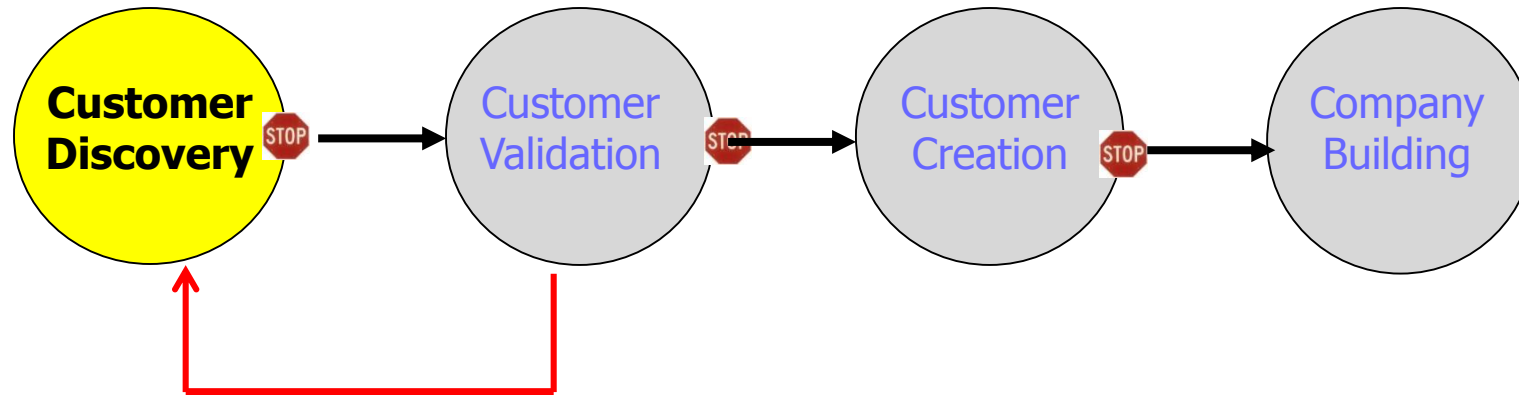 Customer
Discovery
STOP
Customer
Validation
STOP
Customer
Creation
STOP
Company
Building